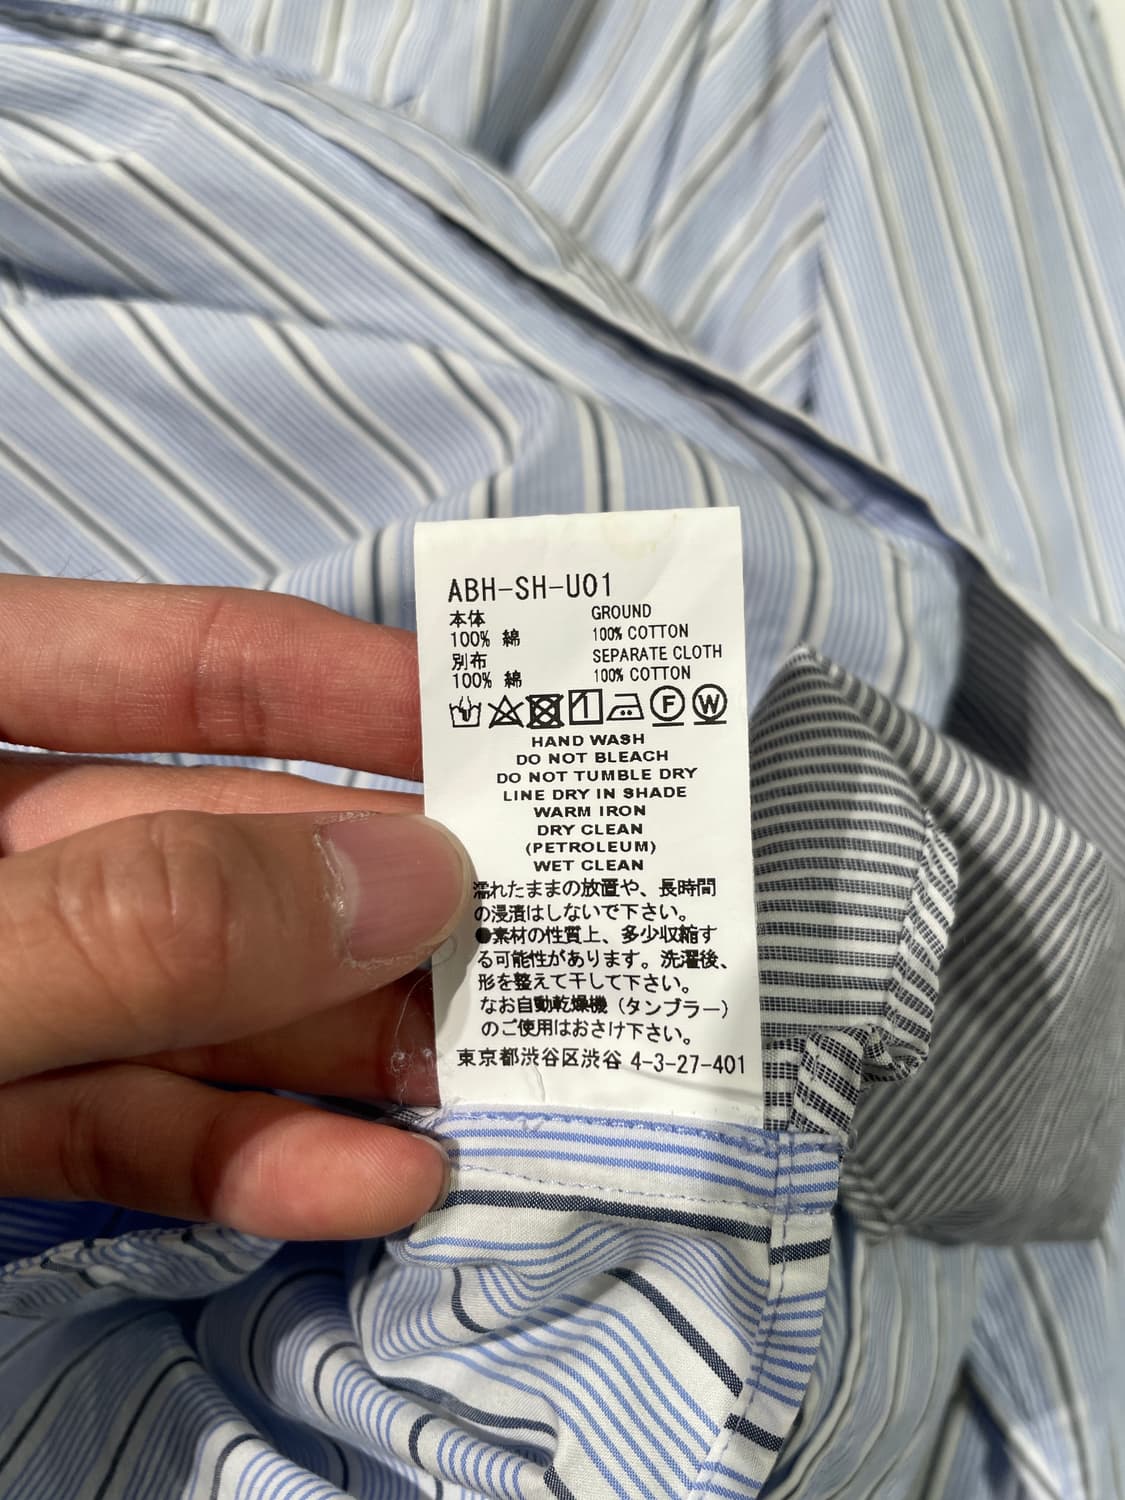 ABH-SH-U01
本体 GROUND
100% 綿 100% COTTON
別布 SEPARATE CLOTH
100% 綿 100% COTTON
F W
HAND WASH
DO NOT BLEACH
DO NOT TUMBLE DRY
LINE DRY IN SHADE
WARM IRON
DRY CLEAN
(PETROLEUM)
WET CLEAN
濡れたままの放置や、長時間
の浸漬はしないで下さい。
●素材の性質上、多少収縮す
る可能性があります。洗濯後、
形を整えて干して下さい。
なお自動乾燥機（タンブラー）
のご使用はおさけ下さい。
東京都渋谷区渋谷 4-3-27-401